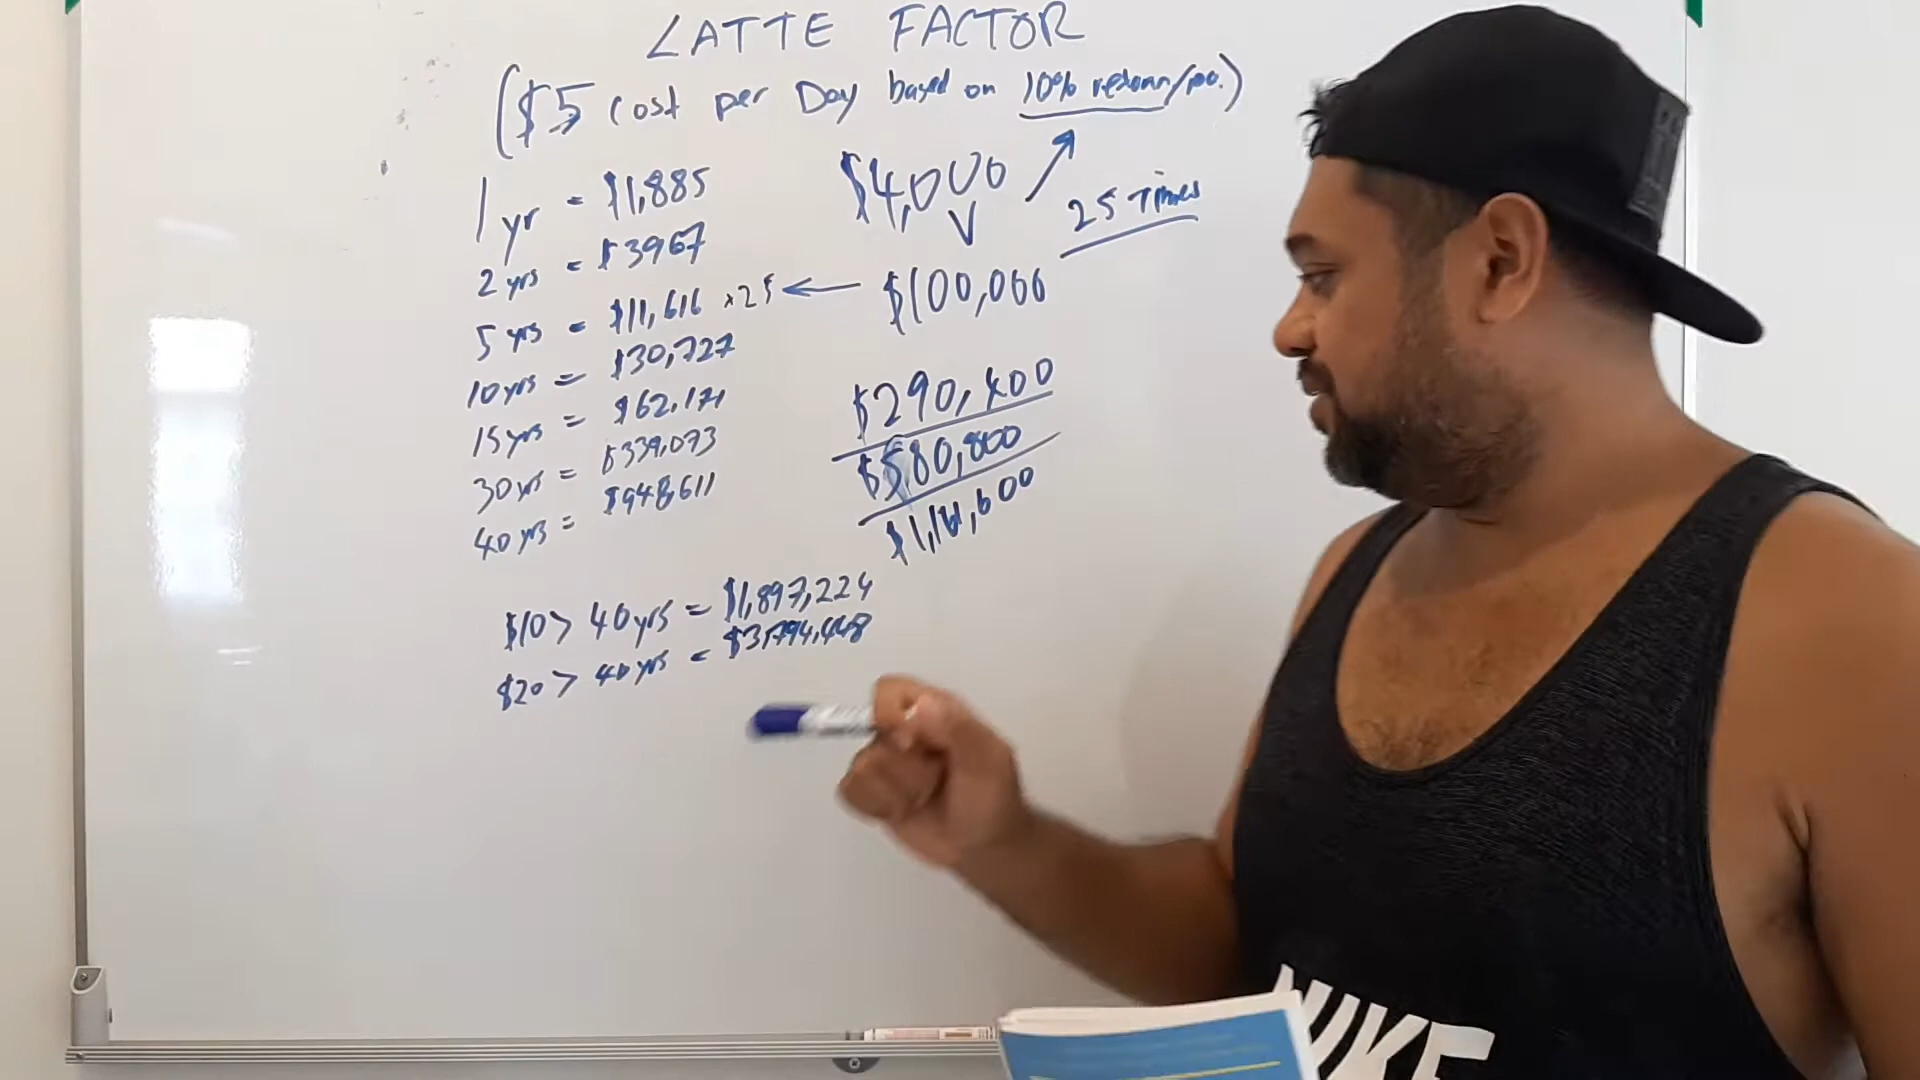 LATTE FACTOR
($5 cost per Day based on 10% return/pa.)
1 yr = $1,885
2 yrs = $3967
5 yrs = $11,616 x25
10 yrs = $30,727
15 yrs = $62,171
30 yrs = $339,073
40 yrs = $948,611
$4,000
25 Times
$100,000
$290,400
$580,800
$1,161,600
$10> 40 yrs = $1,897,224
$20> 40 yrs = $3,794,448
NIKE